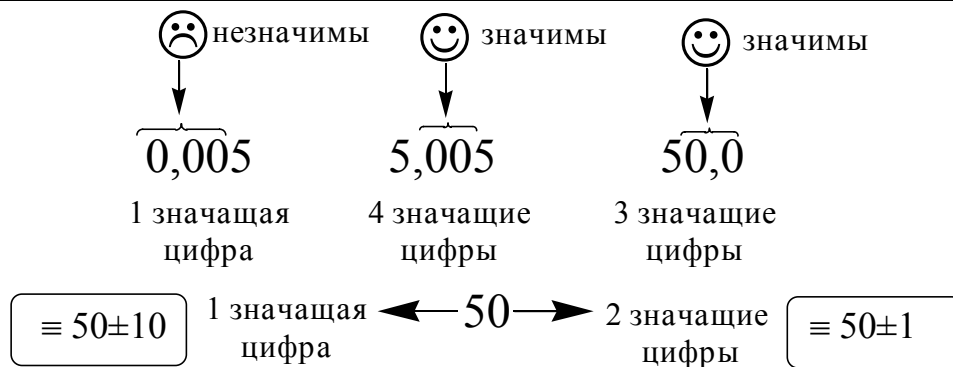 незначимы значимы значимы
0,005 5,005 50,0
1 значащая 4 значащие 3 значащие
цифра цифры цифры
≡ 50±10 1 значащая 50 2 значащие ≡ 50±1
цифра цифры